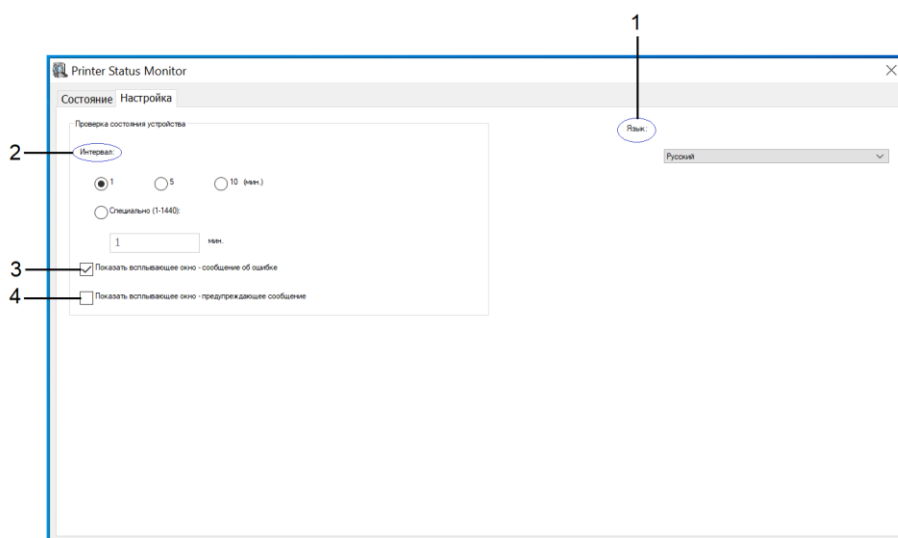 1
Printer Status Monitor
Состояние Настройка
Проверка состояния устройства
Язык:
2
Интервал:
Русский
1 5 10 (мин.)
Специально (1-1440):
1 мин.
3 Показать всплывающее окно - сообщение об ошибке
4 Показать всплывающее окно - предупреждающее сообщение